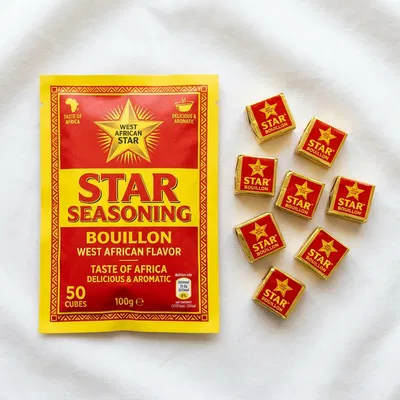 TASTE OF
AFRICA
DELICIOUS &
AROMATIC
WEST
AFRICAN
STAR
STAR
SEASONING
BOUILLON
WEST AFRICAN FLAVOR
TASTE OF AFRICA
DELICIOUS & AROMATIC
50
CUBES
100g ℮
STAR
BOUILLON
STAR
BOUILLON
STAR
BOUILLON
STAR
BOUILLON
STAR
BOUILLON
STAR
BOUILLON
STAR
BOUILLON
STAR
BOUILLON